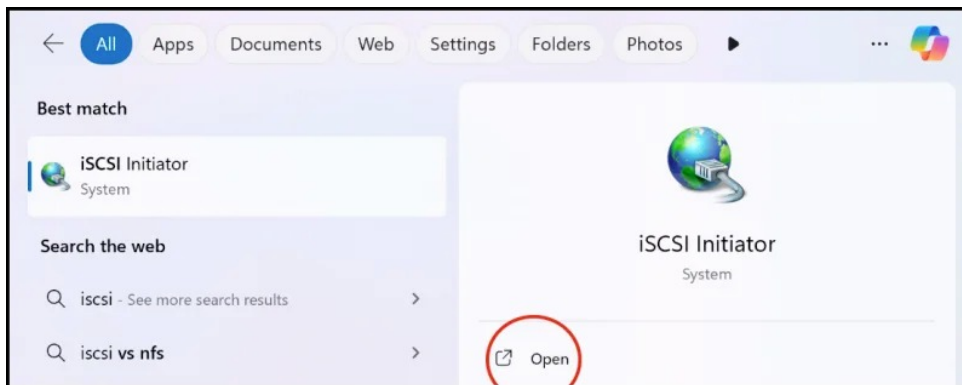 All Apps Documents Web Settings Folders Photos
Best match
iSCSI Initiator
System
Search the web
iscsi - See more search results
iscsi vs nfs
iSCSI Initiator
System
Open